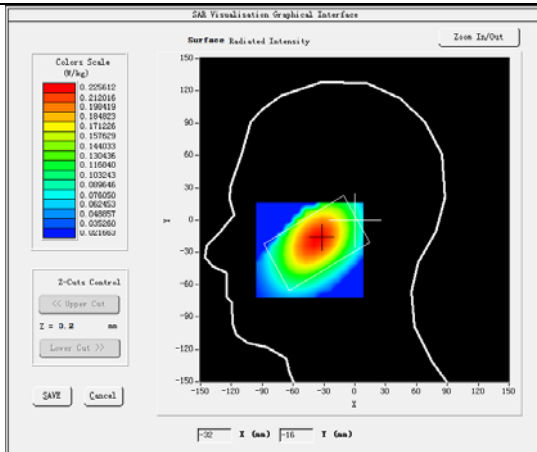 SAR Visualisation Graphical Interface
Surface Radiated Intensity
Zoom In/Out
Colors Scale
(W/kg)
0.225612
0.212016
0.198419
0.184823
0.171226
0.157629
0.144033
0.130436
0.116840
0.103243
0.089646
0.076050
0.062453
0.048857
0.035260
0.021663
Z-Cuts Control
<< Upper Cut
Z = 0.2 mm
Lower Cut >>
SAVE Cancel
150
120
90
60
30
0
-30
-60
-90
-120
-150
Y
-150 -120 -90 -60 -30 0 30 60 90 120 150
X
-32 X (mm) -16 Y (mm)